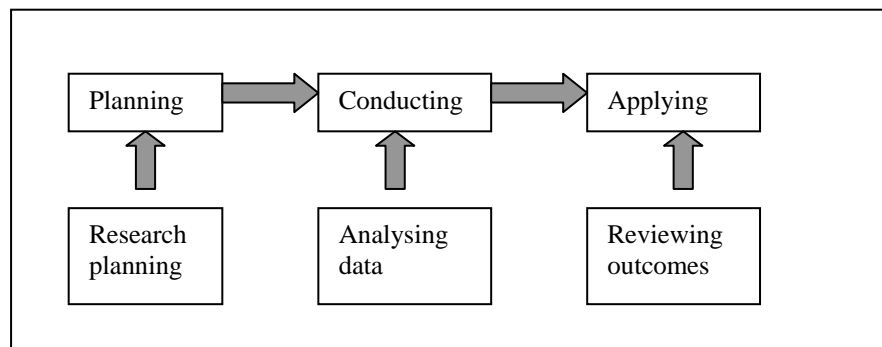 Planning
Conducting
Applying
Research
planning
Analysing
data
Reviewing
outcomes